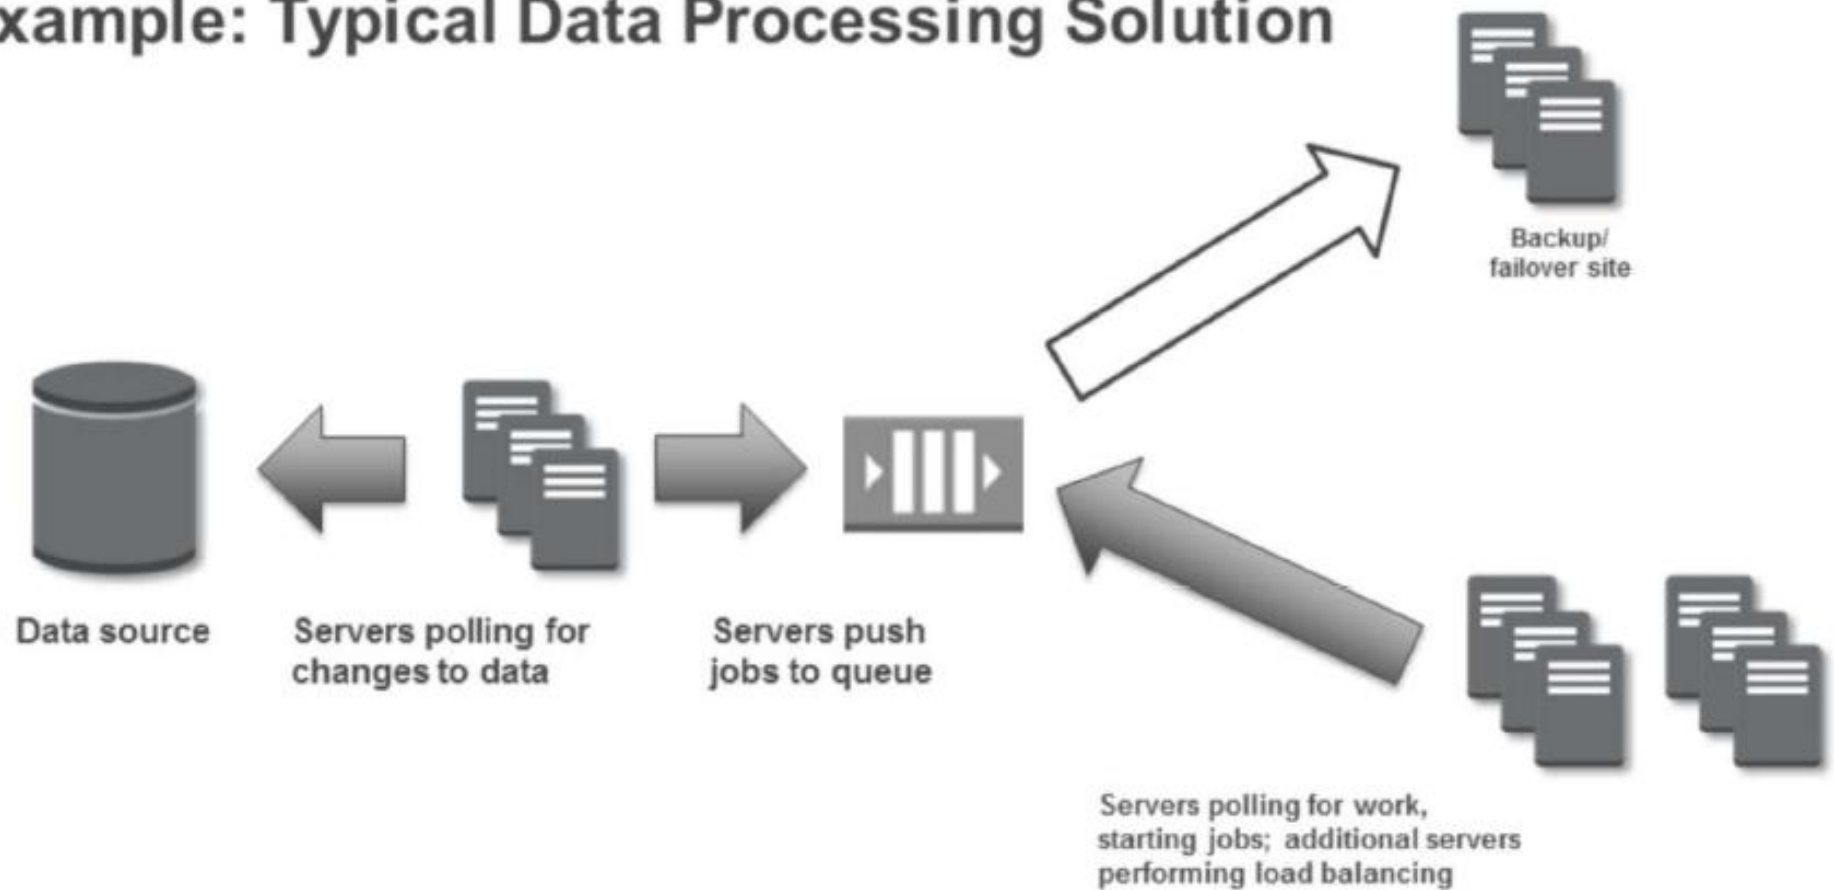 xample: Typical Data Processing Solution
Backup/
failover site
Data source
Servers polling for
changes to data
Servers push
jobs to queue
Servers polling for work,
starting jobs; additional servers
performing load balancing